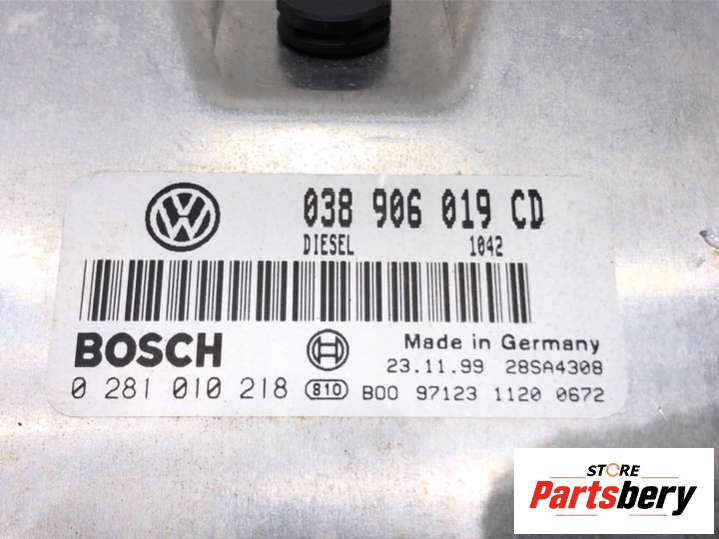 038 906 019 CD
DIESEL 1042
BOSCH
Made in Germany
23.11.99 28SA4308
0 281 010 218 810 B00 97123 1120 0672
STORE
Partsbery